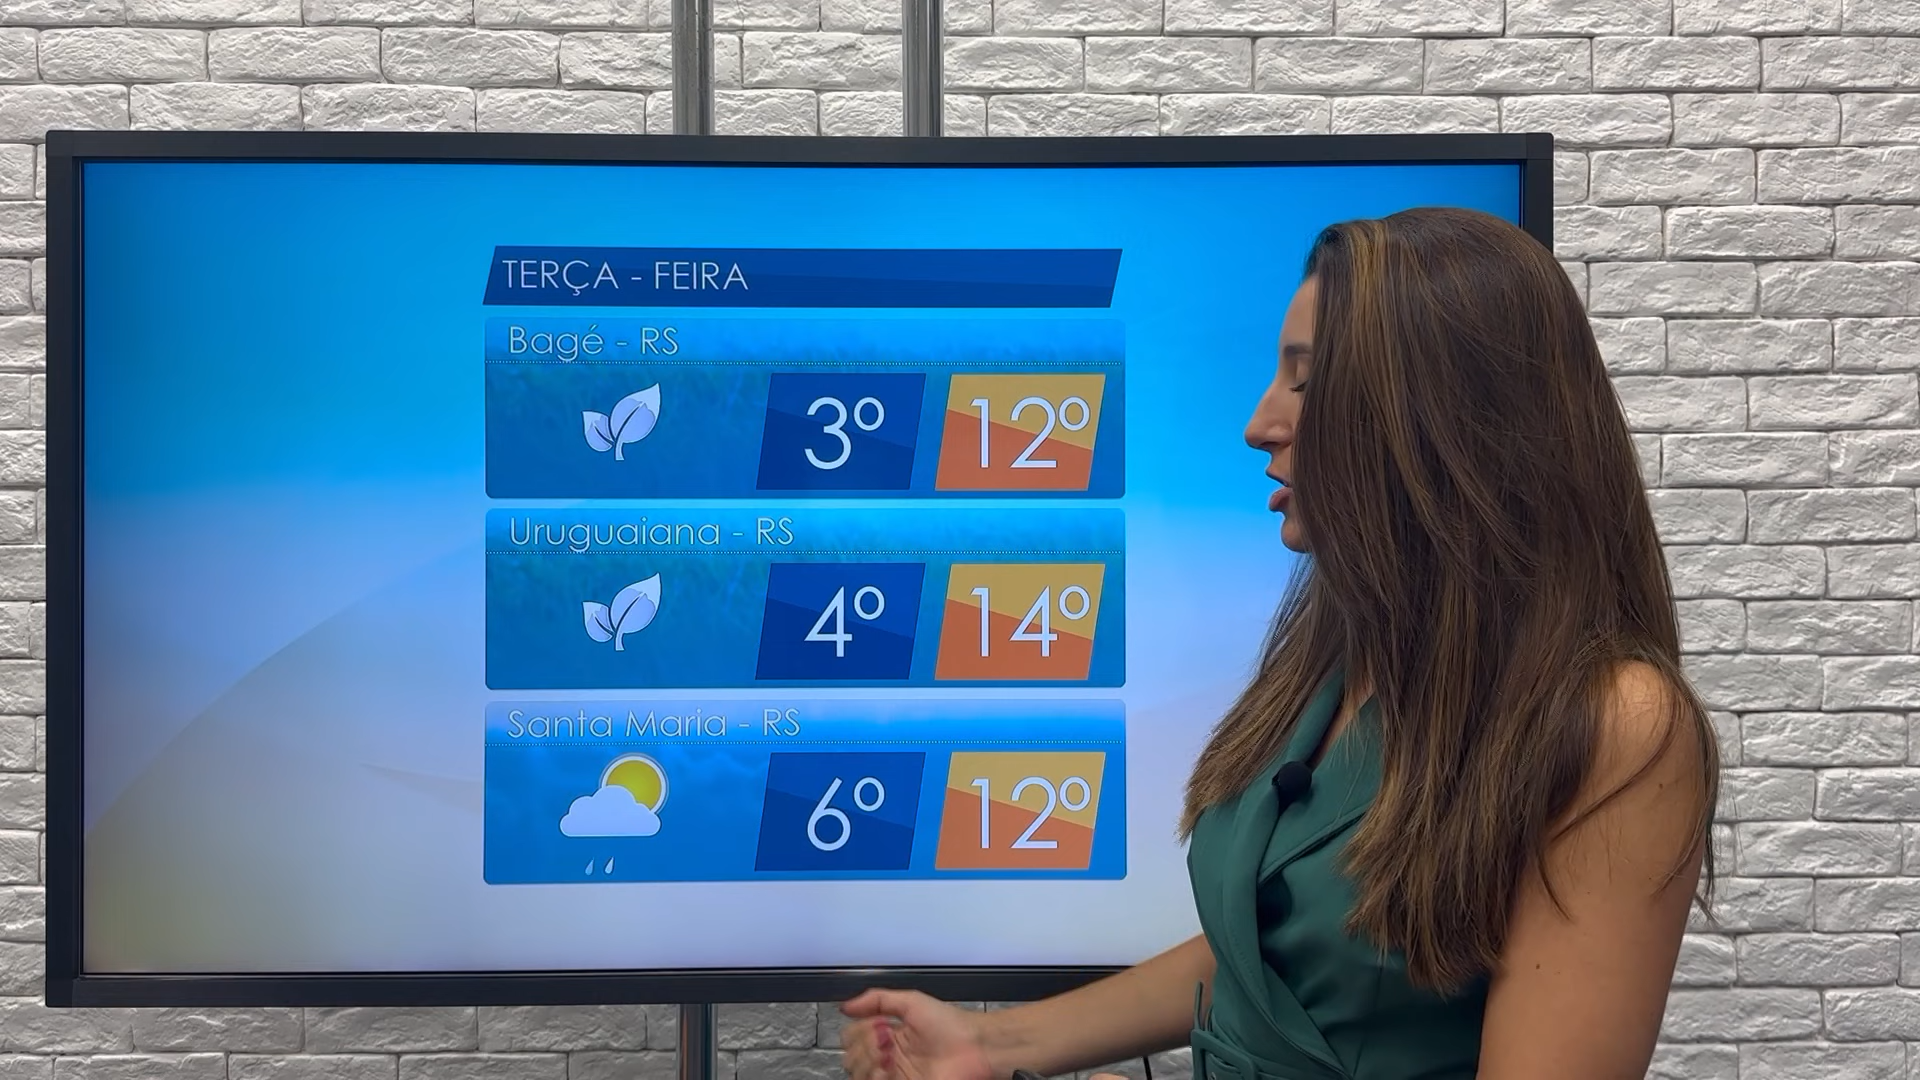 TERÇA - FEIRA
Bagé - RS
3º 12º
Uruguaiana - RS
4º 14º
Santa Maria - RS
6º 12º